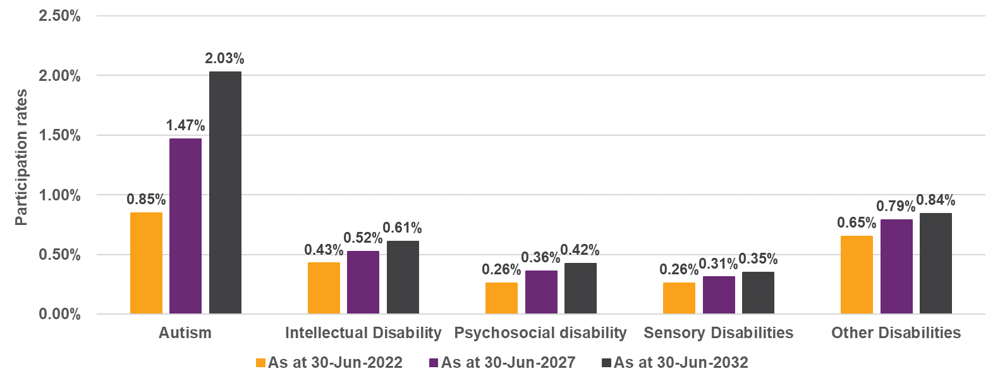 2.50%
2.00%
1.50%
1.00%
0.50%
0.00%
Participation rates
0.85%
1.47%
2.03%
0.43%
0.52%
0.61%
0.26%
0.36%
0.42%
0.26%
0.31%
0.35%
0.65%
0.79%
0.84%
Autism
Intellectual Disability
Psychosocial disability
Sensory Disabilities
Other Disabilities
As at 30-Jun-2022
As at 30-Jun-2027
As at 30-Jun-2032